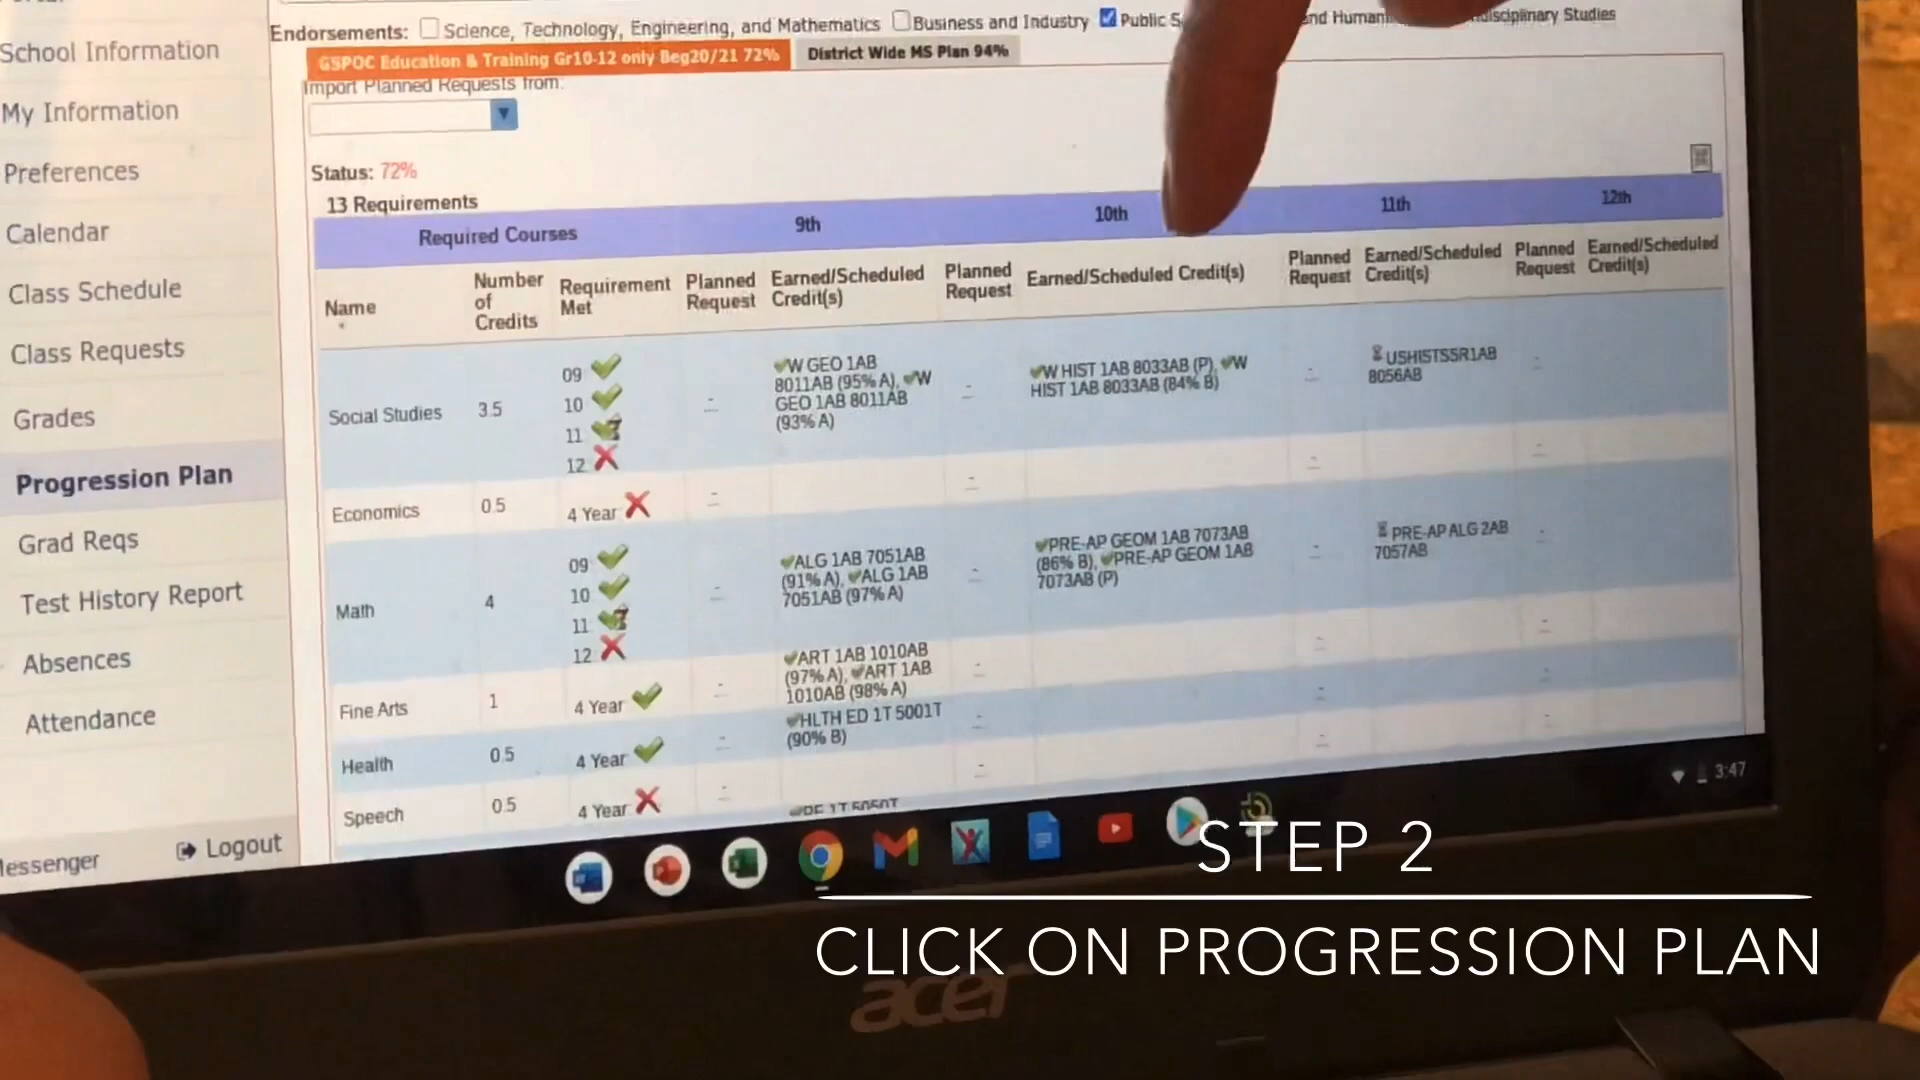 Endorsements: Science, Technology, Engineering, and Mathematics Business and Industry Public and Studies
GSPOC Education & Training Gr10-12 only Beg20/21 72% District Wide MS Plan 94%
Import Planned Requests from:
Status: 72%
13 Requirements
Required Courses 9th 10th 11th 12th
Name
Number of Credits
Requirement Met
Planned Request
Earned/Scheduled Credit(s)
Planned Request
Earned/Scheduled Credit(s)
Planned Request
Earned/Scheduled Credit(s)
Planned Request
Earned/Scheduled Credit(s)
Social Studies 3.5
09
10
11
12
W GEO 1AB
8011AB (95% A), W
GEO 1AB 8011AB
(93% A)
W HIST 1AB 8033AB (P), W
HIST 1AB 8033AB (84% B)
USHISTSSR1AB
8056AB
Economics 0.5 4 Year
Math 4
09
10
11
12
ALG 1AB 7051AB
(91% A), ALG 1AB
7051AB (97% A)
PRE-AP GEOM 1AB 7073AB
(86% B), PRE-AP GEOM 1AB
7073AB (P)
PRE-AP ALG 2AB
7057AB
Fine Arts 1 4 Year
ART 1AB 1010AB
(97% A), ART 1AB
1010AB (98% A)
Health 0.5 4 Year
HLTH ED 1T 5001T
(90% B)
Speech 0.5 4 Year
School Information
My Information
Preferences
Calendar
Class Schedule
Class Requests
Grades
Progression Plan
Grad Reqs
Test History Report
Absences
Attendance
Logout
3:47
STEP 2
CLICK ON PROGRESSION PLAN
acer